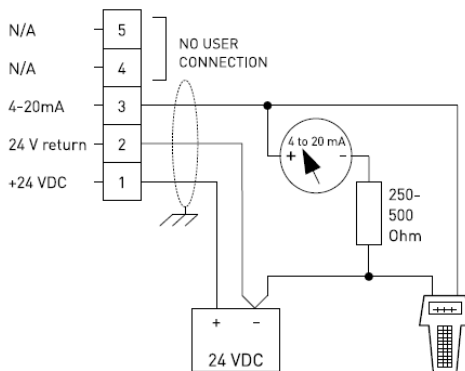 N/A
5
N/A
4
NO USER
CONNECTION
4-20mA
3
24 V return
2
+24 VDC
1
4 to 20 mA
+ -
250-
500
Ohm
+ -
24 VDC